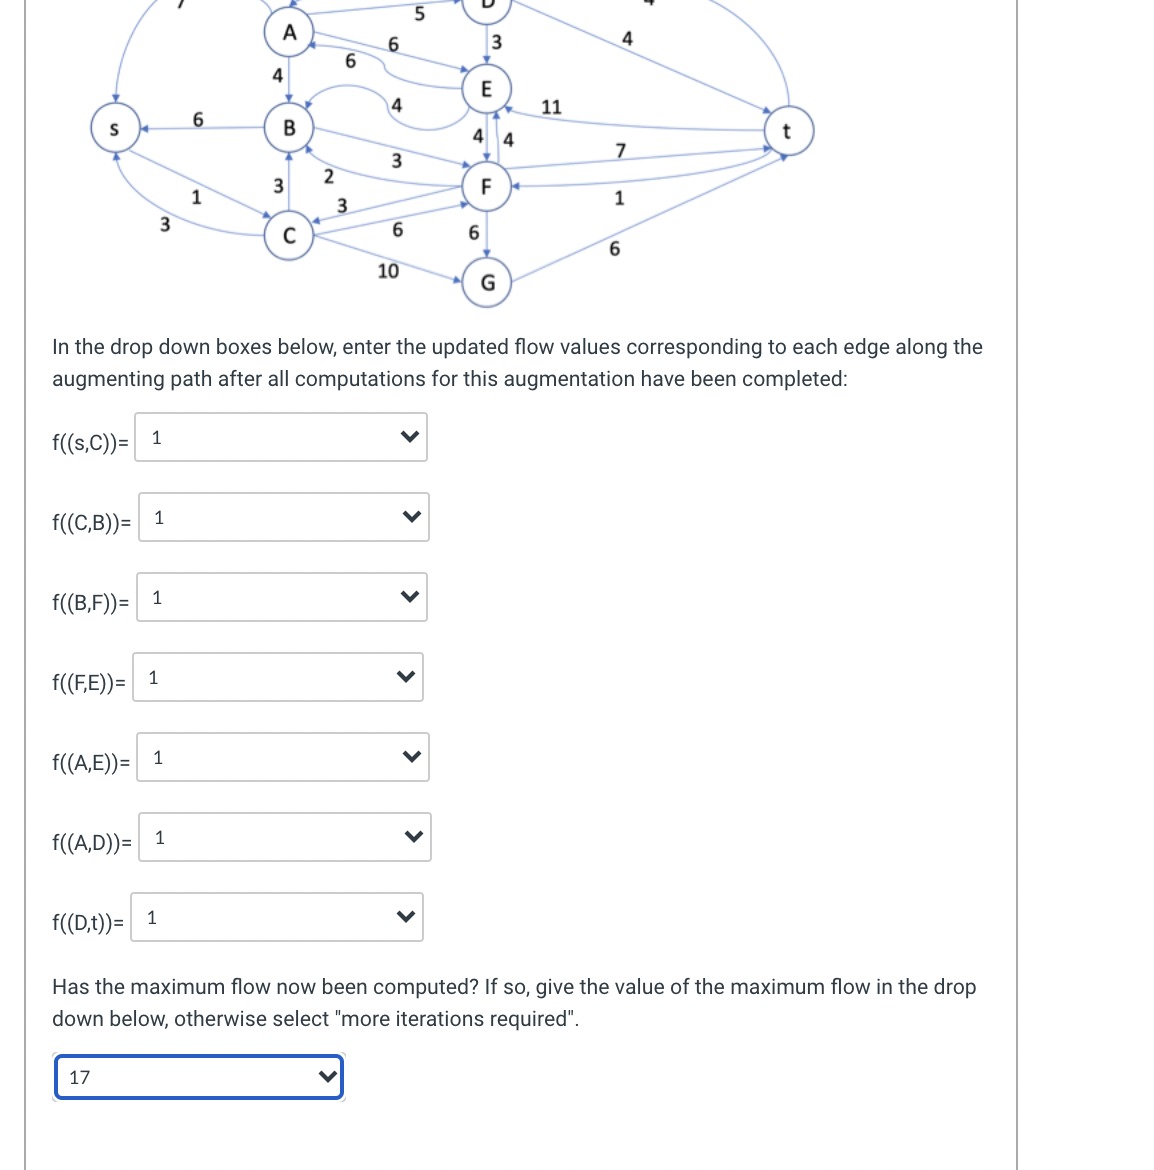 7
5
D
4
A
6
3
4
6
4
E
4
11
s
6
B
t
4
4
3
7
2
3
F
1
3
1
3
C
6
6
6
10
G
In the drop down boxes below, enter the updated flow values corresponding to each edge along the
augmenting path after all computations for this augmentation have been completed:
f((s,C))= 1
f((C,B))= 1
f((B,F))= 1
f((F,E))= 1
f((A,E))= 1
f((A,D))= 1
f((D,t))= 1
Has the maximum flow now been computed? If so, give the value of the maximum flow in the drop
down below, otherwise select "more iterations required".
17